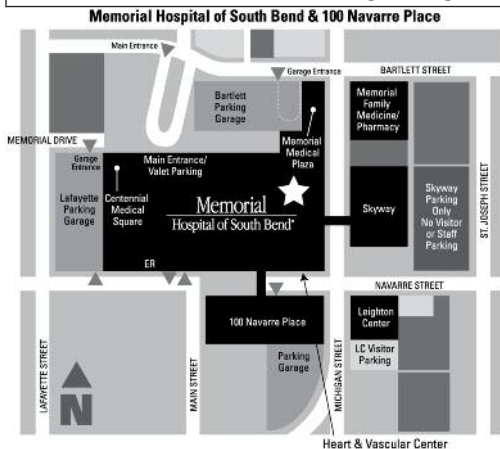 Memorial Hospital of South Bend & 100 Navarre Place
Main Entrance
Garage Entrance
BARTLETT STREET
Bartlett
Parking
Garage
Memorial
Family
Medicine/
Pharmacy
MEMORIAL DRIVE
Garage
Entrance
Main Entrance/
Valet Parking
Memorial
Medical
Plaza
Lafayette
Parking
Garage
Centennial
Medical
Square
Memorial
Hospital of South Bend
Skyway
Skyway
Parking
Only
No Visitor
or Staff
Parking
ST. JOSEPH STREET
ER
NAVARRE STREET
100 Navarre Place
Leighton
Center
LC Visitor
Parking
Parking
Garage
LAFAYETTE STREET
MAIN STREET
MICHIGAN STREET
N
Heart & Vascular Center